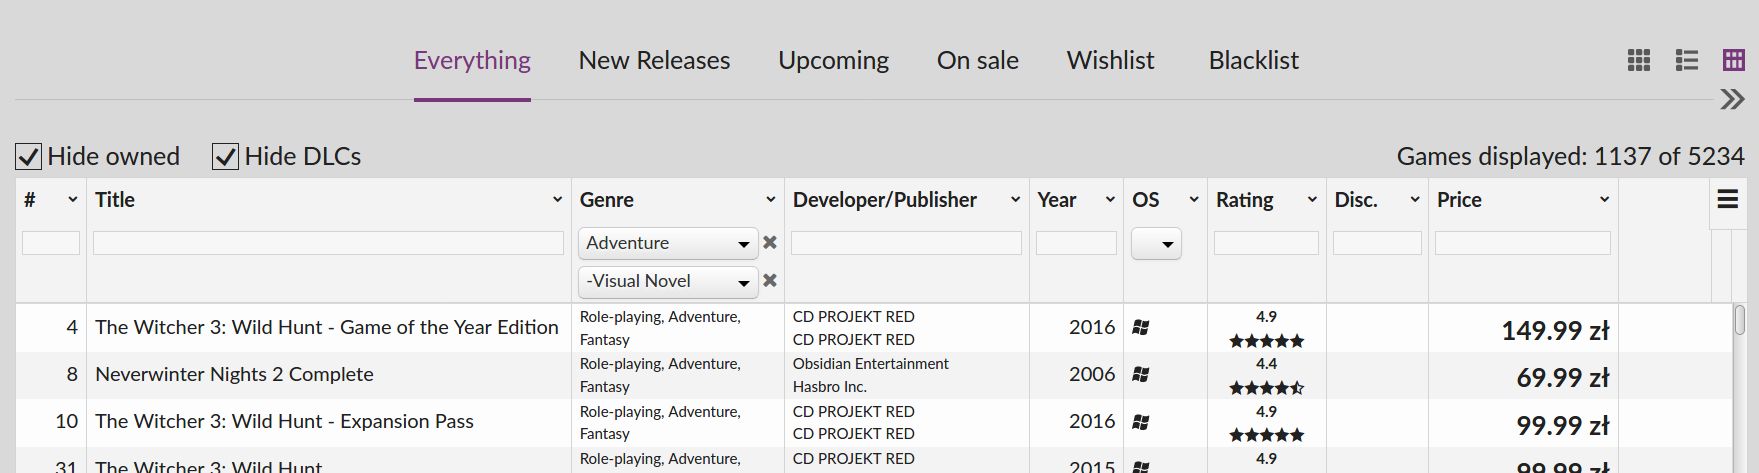 Everything New Releases Upcoming On sale Wishlist Blacklist
Hide owned Hide DLCs Games displayed: 1137 of 5234
# Title Genre Developer/Publisher Year OS Rating Disc. Price
Adventure
-Visual Novel
4 The Witcher 3: Wild Hunt - Game of the Year Edition Role-playing, Adventure, Fantasy CD PROJEKT RED CD PROJEKT RED 2016 4.9 149.99 zł
8 Neverwinter Nights 2 Complete Role-playing, Adventure, Fantasy Obsidian Entertainment Hasbro Inc. 2006 4.4 69.99 zł
10 The Witcher 3: Wild Hunt - Expansion Pass Role-playing, Adventure, Fantasy CD PROJEKT RED CD PROJEKT RED 2016 4.9 99.99 zł
31 The Witcher 3: Wild Hunt Role-playing, Adventure, CD PROJEKT RED 2015 4.9 99.99 zł